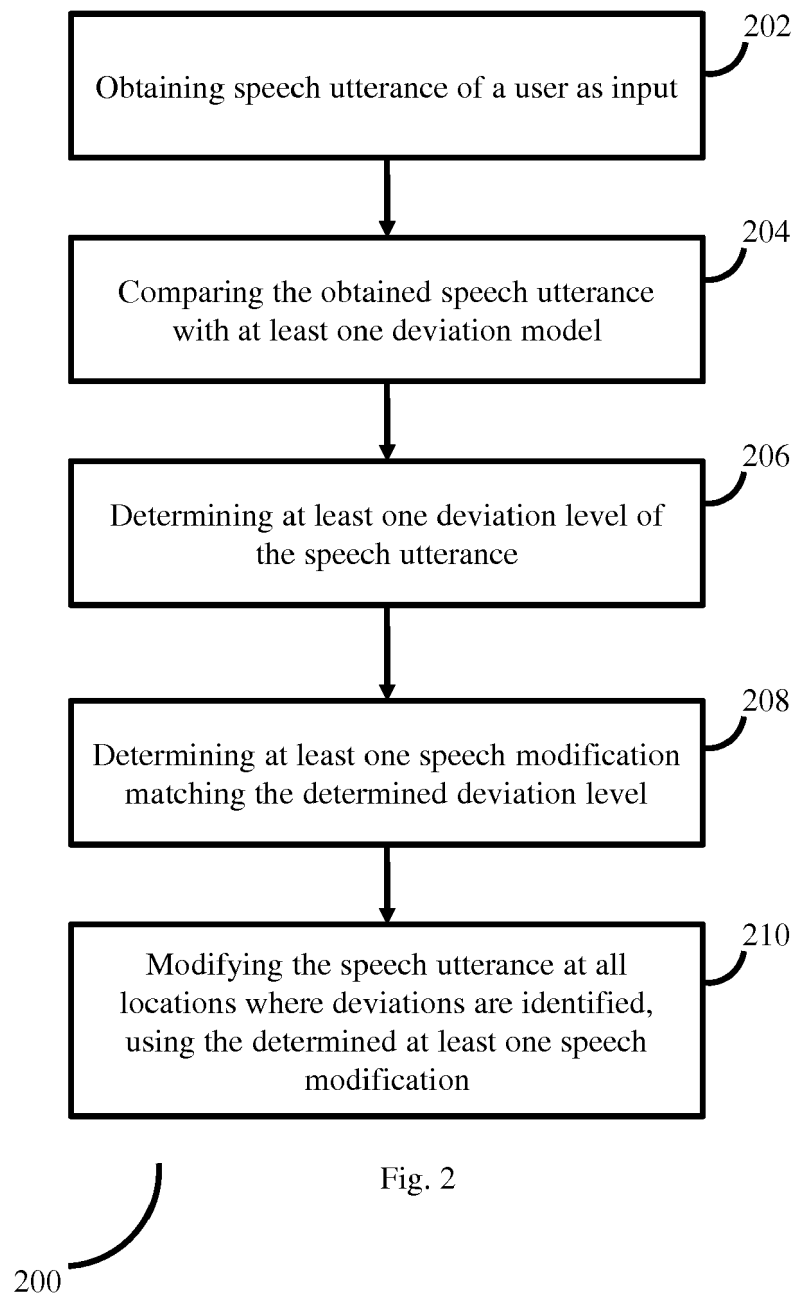 202
Obtaining speech utterance of a user as input
204
Comparing the obtained speech utterance
with at least one deviation model
206
Determining at least one deviation level of
the speech utterance
208
Determining at least one speech modification
matching the determined deviation level
210
Modifying the speech utterance at all
locations where deviations are identified,
using the determined at least one speech
modification
Fig. 2
200